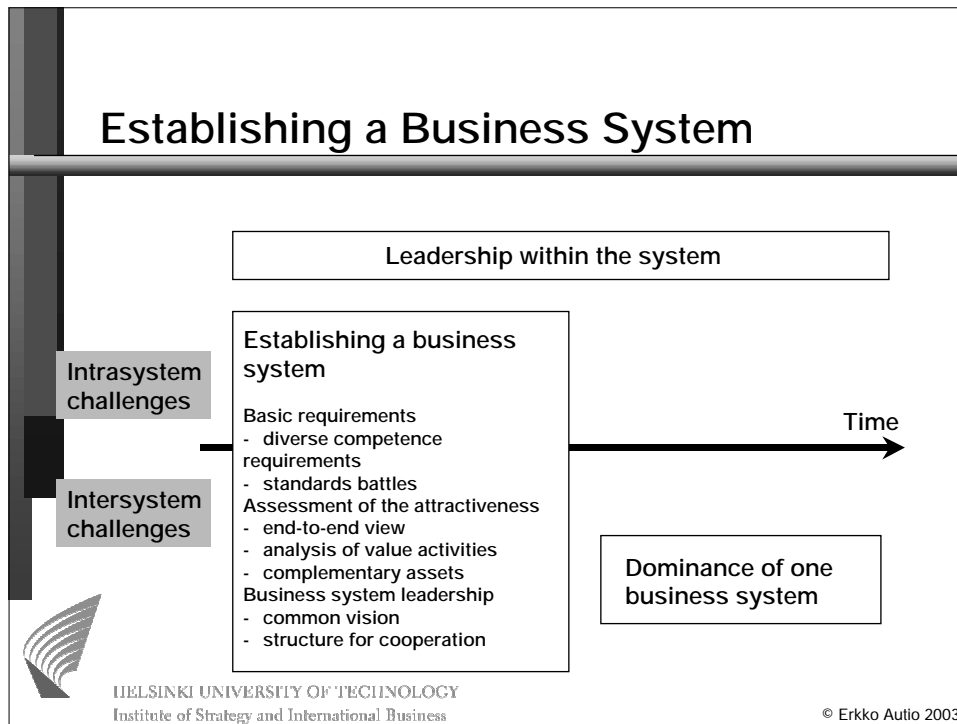 Establishing a Business System
Leadership within the system
Intrasystem
challenges
Intersystem
challenges
Establishing a business
system
Basic requirements
- diverse competence
requirements
- standards battles
Assessment of the attractiveness
- end-to-end view
- analysis of value activities
- complementary assets
Business system leadership
- common vision
- structure for cooperation
Time
Dominance of one
business system
HELSINKI UNIVERSITY OF TECHNOLOGY
Institute of Strategy and International Business
© Erkko Autio 2003